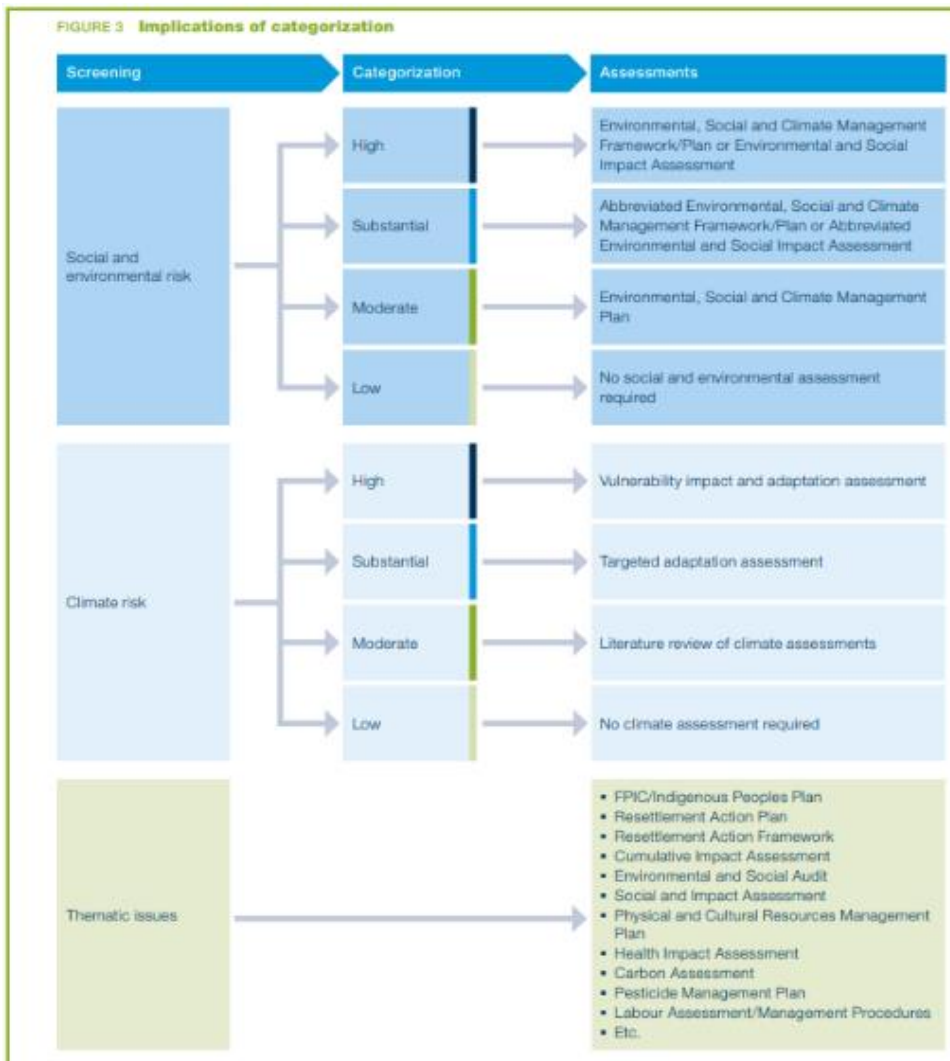 FIGURE 3 Implications of categorization
Screening
Categorization
Assessments
Social and
environmental risk
High
Environmental, Social and Climate Management
Framework/Plan or Environmental and Social
Impact Assessment
Substantial
Abbreviated Environmental, Social and Climate
Management Framework/Plan or Abbreviated
Environmental and Social Impact Assessment
Moderate
Environmental, Social and Climate Management
Plan
Low
No social and environmental assessment
required
Climate risk
High
Vulnerability impact and adaptation assessment
Substantial
Targeted adaptation assessment
Moderate
Literature review of climate assessments
Low
No climate assessment required
Thematic issues
▪ FPIC/Indigenous Peoples Plan
▪ Resettlement Action Plan
▪ Resettlement Action Framework
▪ Cumulative Impact Assessment
▪ Environmental and Social Audit
▪ Social and Impact Assessment
▪ Physical and Cultural Resources Management
Plan
▪ Health Impact Assessment
▪ Carbon Assessment
▪ Pesticide Management Plan
▪ Labour Assessment/Management Procedures
▪ Etc.